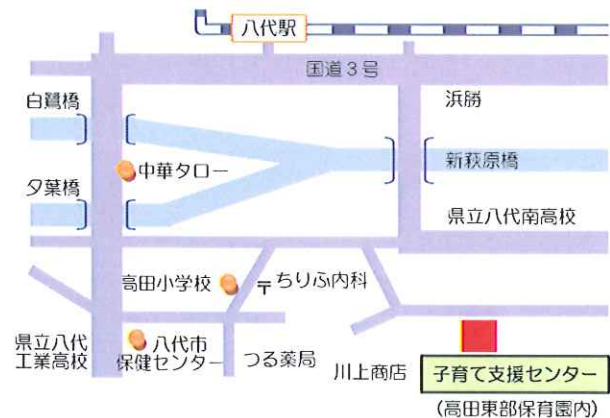 八代駅
国道3号
白鷺橋
浜勝
中華タロー
新萩原橋
夕葉橋
県立八代南高校
高田小学校
〒ちりふ内科
県立八代
工業高校
八代市
保健センター
つる薬局
川上商店
子育て支援センター
(高田東部保育園内)